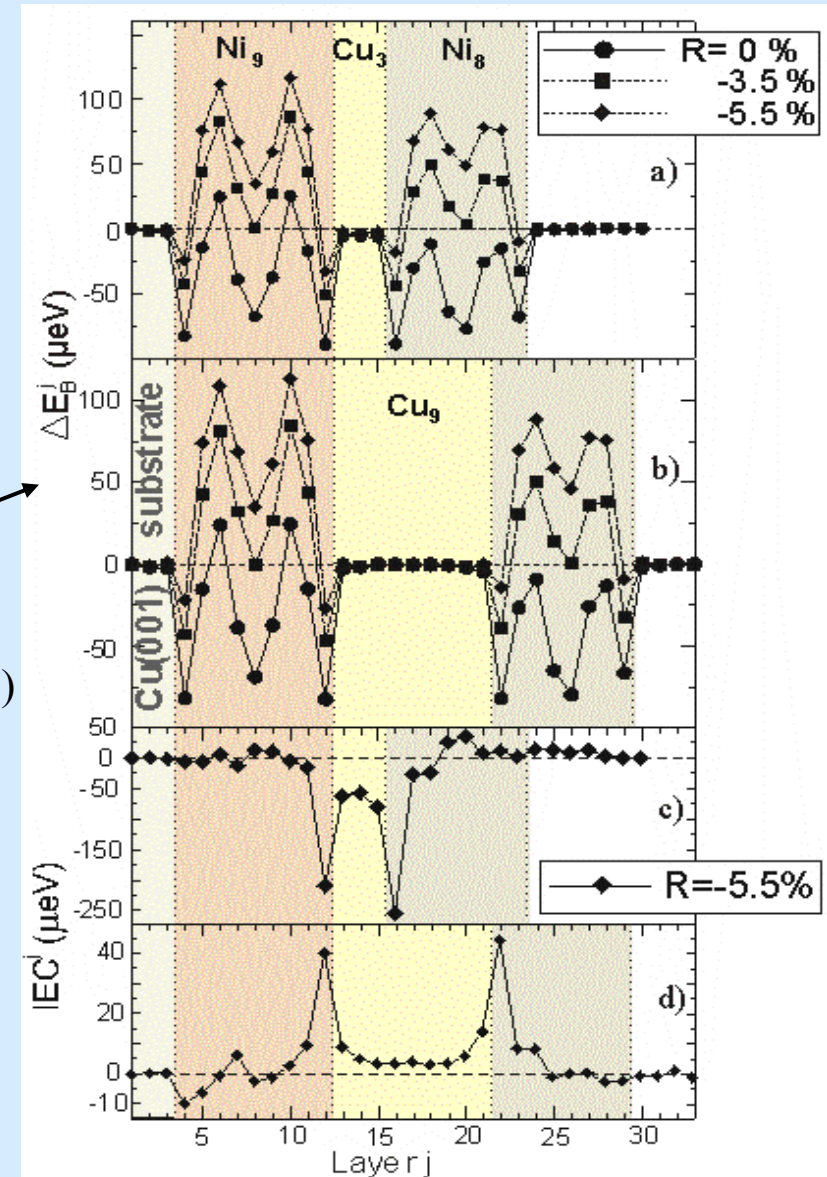 Ni₉ Cu₃ Ni₈
R= 0 %
-3.5 %
-5.5 %
100
50
0
-50
a)
ΔE_B^j (μeV)
Cu(001) substrate
Cu₉
100
50
0
-50
b)
)
50
0
-50
-150
-250
c)
R=-5.5%
IEC^j (μeV)
40
20
0
-10
d)
5 10 15 20 25 30
Layer j